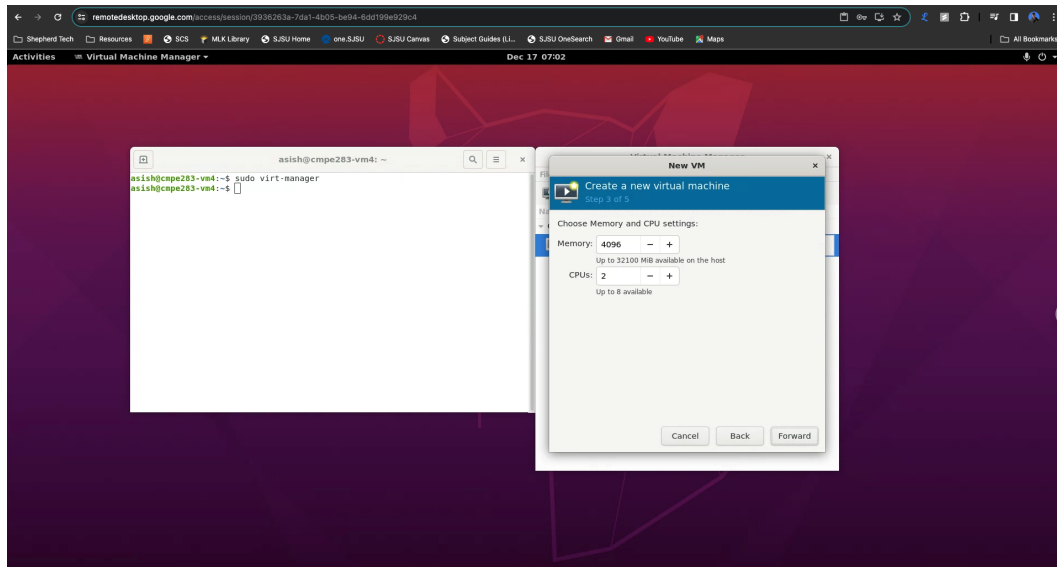 remotedesktop.google.com/access/session/3936263a-7da1-4b05-be94-6dd199e929c4
Shepherd Tech Resources SCS MLK Library SJSU Home one.SJSU SJSU Canvas Subject Guides (Li... SJSU OneSearch Gmail YouTube Maps All Bookmarks
Activities Virtual Machine Manager Dec 17 07:02
asish@cmpe283-vm4: ~
asish@cmpe283-vm4:~$ sudo virt-manager
asish@cmpe283-vm4:~$
New VM
Create a new virtual machine
Step 3 of 5
Choose Memory and CPU settings:
Memory: 4096 − +
Up to 32100 MiB available on the host
CPUs: 2 − +
Up to 8 available
Cancel Back Forward